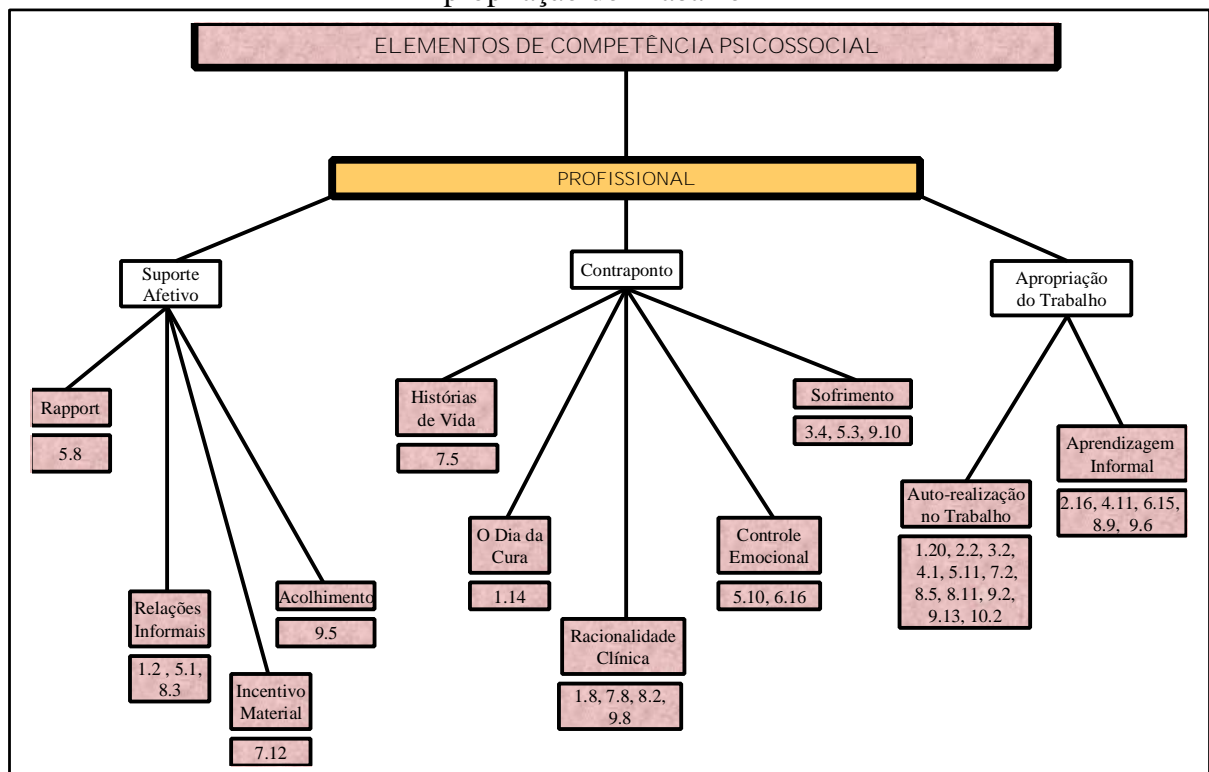 ELEMENTOS DE COMPETÊNCIA PSICOSSOCIAL
PROFISSIONAL
Suporte
Afetivo
Contraponto
Apropriação
do Trabalho
Rapport
5.8
Relações
Informais
1.2 , 5.1,
8.3
Incentivo
Material
7.12
Acolhimento
9.5
Histórias
de Vida
7.5
O Dia da
Cura
1.14
Racionalidade
Clínica
1.8, 7.8, 8.2,
9.8
Controle
Emocional
5.10, 6.16
Sofrimento
3.4, 5.3, 9.10
Auto-realização
no Trabalho
1.20, 2.2, 3.2,
4.1, 5.11, 7.2,
8.5, 8.11, 9.2,
9.13, 10.2
Aprendizagem
Informal
2.16, 4.11, 6.15,
8.9, 9.6